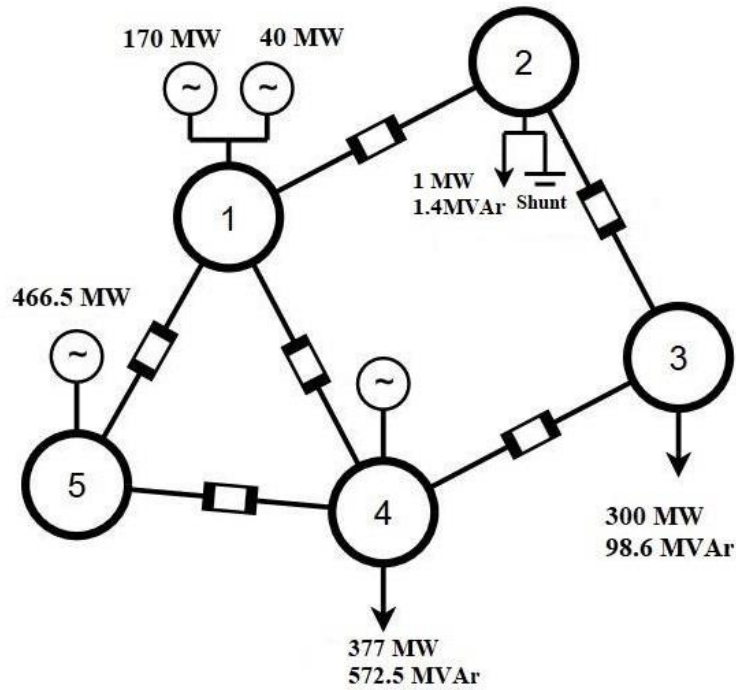 170 MW
40 MW
~
~
2
1 MW
1.4MVAr
Shunt
1
466.5 MW
~
~
3
5
4
300 MW
98.6 MVAr
377 MW
572.5 MVAr